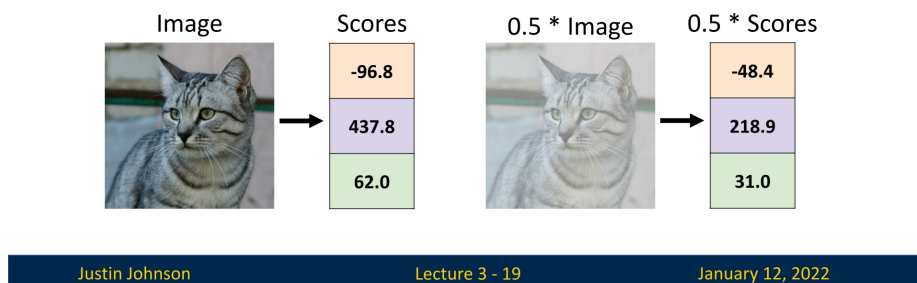 Image Scores 0.5 * Image 0.5 * Scores
-96.8 -48.4
437.8 218.9
62.0 31.0
Justin Johnson Lecture 3 - 19 January 12, 2022